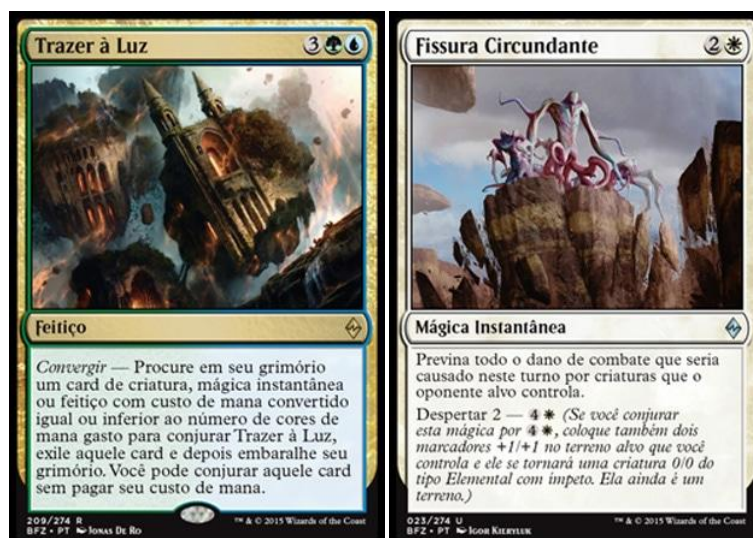 Trazer à Luz 3
Feitiço
Convergir — Procure em seu grimório
um card de criatura, mágica instantânea
ou feitiço com custo de mana convertido
igual ou inferior ao número de cores de
mana gasto para conjurar Trazer à Luz,
exile aquele card e depois embaralhe seu
grimório. Você pode conjurar aquele card
sem pagar seu custo de mana.
209/274 R
BFZ • PT Jonas De Ro
™ & © 2015 Wizards of the Coast
Fissura Circundante 2
Mágica Instantânea
Previna todo o dano de combate que seria
causado neste turno por criaturas que o
oponente alvo controla.
Despertar 2 — 4 (Se você conjurar
esta mágica por 4, coloque também dois
marcadores +1/+1 no terreno alvo que você
controla e ele se tornará uma criatura 0/0 do
tipo Elemental com ímpeto. Ela ainda é um
terreno.)
023/274 U
BFZ • PT Igor Kieryluk
™ & © 2015 Wizards of the Coast